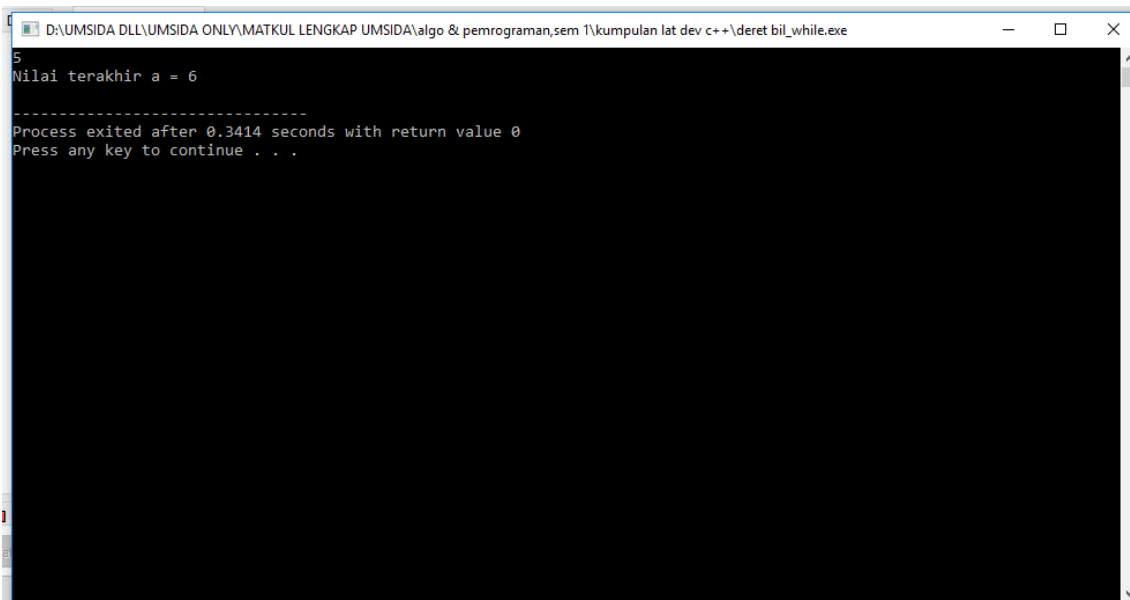 D:\UMSIDA DLL\UMSIDA ONLY\MATKUL LENGKAP UMSIDA\algo & pemrograman,sem 1\kumpulan lat dev c++\deret bil_while.exe
5
Nilai terakhir a = 6
--------------------------------
Process exited after 0.3414 seconds with return value 0
Press any key to continue . . .